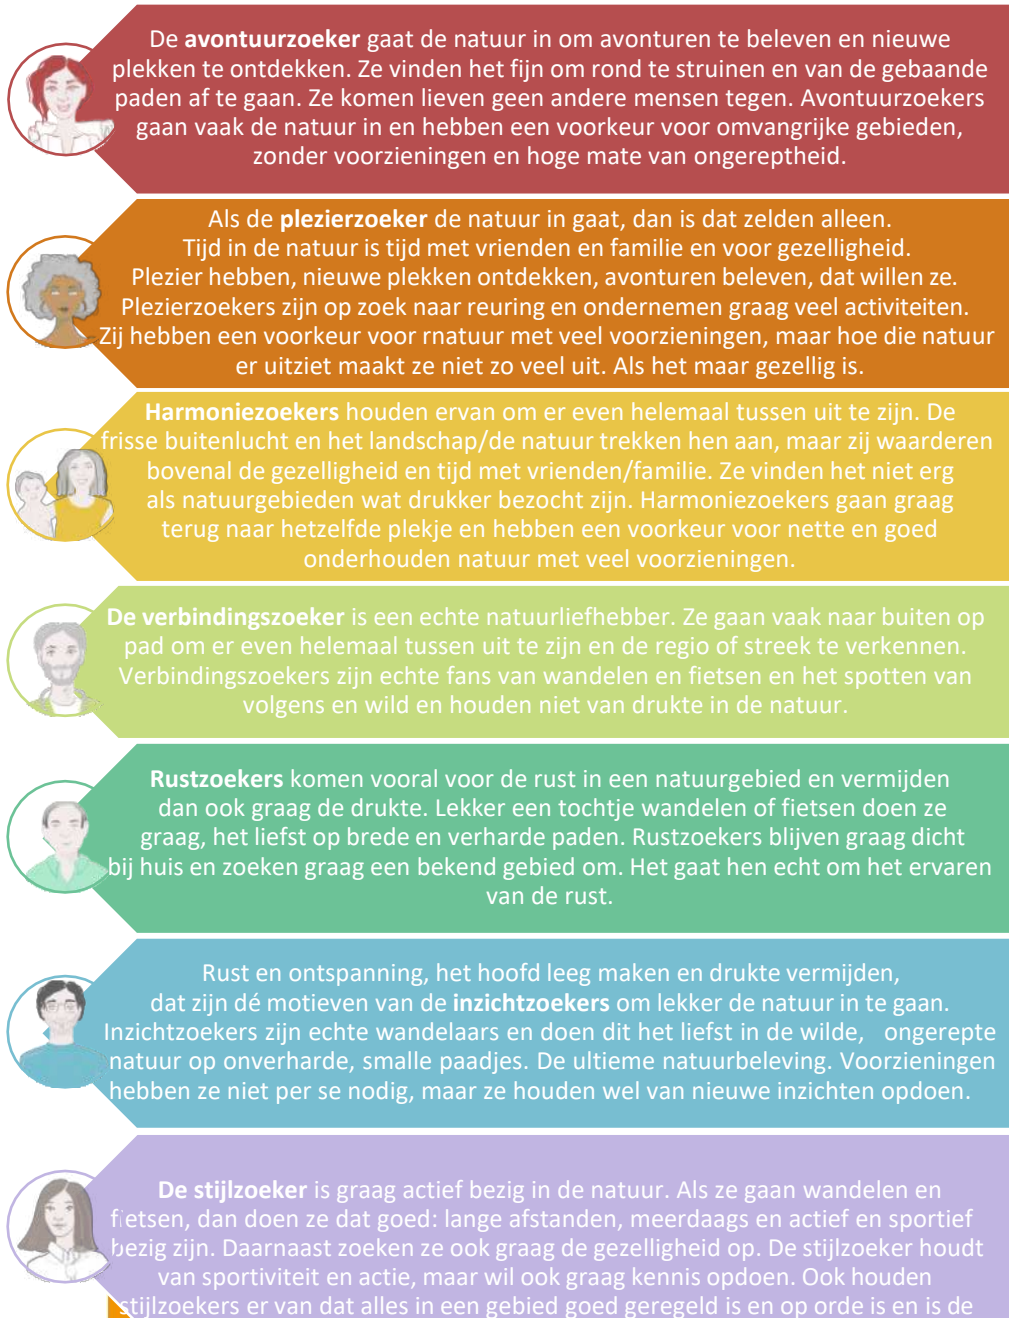 De avontuurzoeker gaat de natuur in om avonturen te beleven en nieuwe
plekken te ontdekken. Ze vinden het fijn om rond te struinen en van de gebaande
paden af te gaan. Ze komen lieven geen andere mensen tegen. Avontuurzoekers
gaan vaak de natuur in en hebben een voorkeur voor omvangrijke gebieden,
zonder voorzieningen en hoge mate van ongereptheid.
Als de plezierzoeker de natuur in gaat, dan is dat zelden alleen.
Tijd in de natuur is tijd met vrienden en familie en voor gezelligheid.
Plezier hebben, nieuwe plekken ontdekken, avonturen beleven, dat willen ze.
Plezierzoekers zijn op zoek naar reuring en ondernemen graag veel activiteiten.
Zij hebben een voorkeur voor rnatuur met veel voorzieningen, maar hoe die natuur
er uitziet maakt ze niet zo veel uit. Als het maar gezellig is.
Harmoniezoekers houden ervan om er even helemaal tussen uit te zijn. De
frisse buitenlucht en het landschap/de natuur trekken hen aan, maar zij waarderen
bovenal de gezelligheid en tijd met vrienden/familie. Ze vinden het niet erg
als natuurgebieden wat drukker bezocht zijn. Harmoniezoekers gaan graag
terug naar hetzelfde plekje en hebben een voorkeur voor nette en goed
onderhouden natuur met veel voorzieningen.
De verbindingszoeker is een echte natuurliefhebber. Ze gaan vaak naar buiten op
pad om er even helemaal tussen uit te zijn en de regio of streek te verkennen.
Verbindingszoekers zijn echte fans van wandelen en fietsen en het spotten van
volgens en wild en houden niet van drukte in de natuur.
Rustzoekers komen vooral voor de rust in een natuurgebied en vermijden
dan ook graag de drukte. Lekker een tochtje wandelen of fietsen doen ze
graag, het liefst op brede en verharde paden. Rustzoekers blijven graag dicht
bij huis en zoeken graag een bekend gebied om. Het gaat hen echt om het ervaren
van de rust.
Rust en ontspanning, het hoofd leeg maken en drukte vermijden,
dat zijn dé motieven van de inzichtzoekers om lekker de natuur in te gaan.
Inzichtzoekers zijn echte wandelaars en doen dit het liefst in de wilde, ongerepte
natuur op onverharde, smalle paadjes. De ultieme natuurbeleving. Voorzieningen
hebben ze niet per se nodig, maar ze houden wel van nieuwe inzichten opdoen.
De stijlzoeker is graag actief bezig in de natuur. Als ze gaan wandelen en
fietsen, dan doen ze dat goed: lange afstanden, meerdaags en actief en sportief
bezig zijn. Daarnaast zoeken ze ook graag de gezelligheid op. De stijlzoeker houdt
van sportiviteit en actie, maar wil ook graag kennis opdoen. Ook houden
stijlzoekers er van dat alles in een gebied goed geregeld is en op orde is en is de